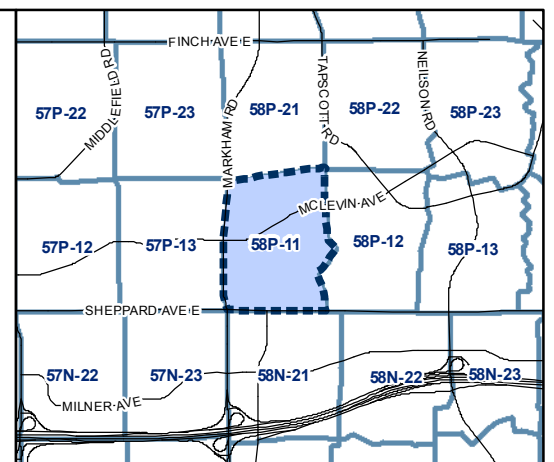 FINCH AVE E
MIDDLEFIELD RD
MARKHAM RD
TAPSCOTT RD
NEILSON RD
57P-22
57P-23
58P-21
58P-22
58P-23
MCLEVIN AVE
57P-12
57P-13
58P-11
58P-12
58P-13
SHEPPARD AVE E
57N-22
57N-23
58N-21
58N-22
58N-23
MILNER AVE